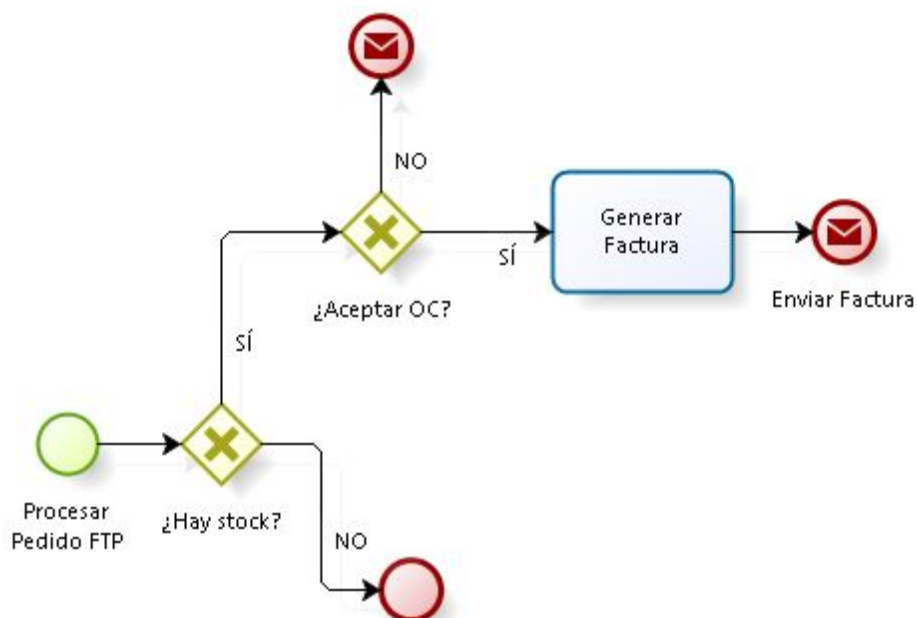 NO
Generar
Factura
SÍ
Enviar Factura
¿Aceptar OC?
SÍ
Procesar
Pedido FTP
¿Hay stock?
NO